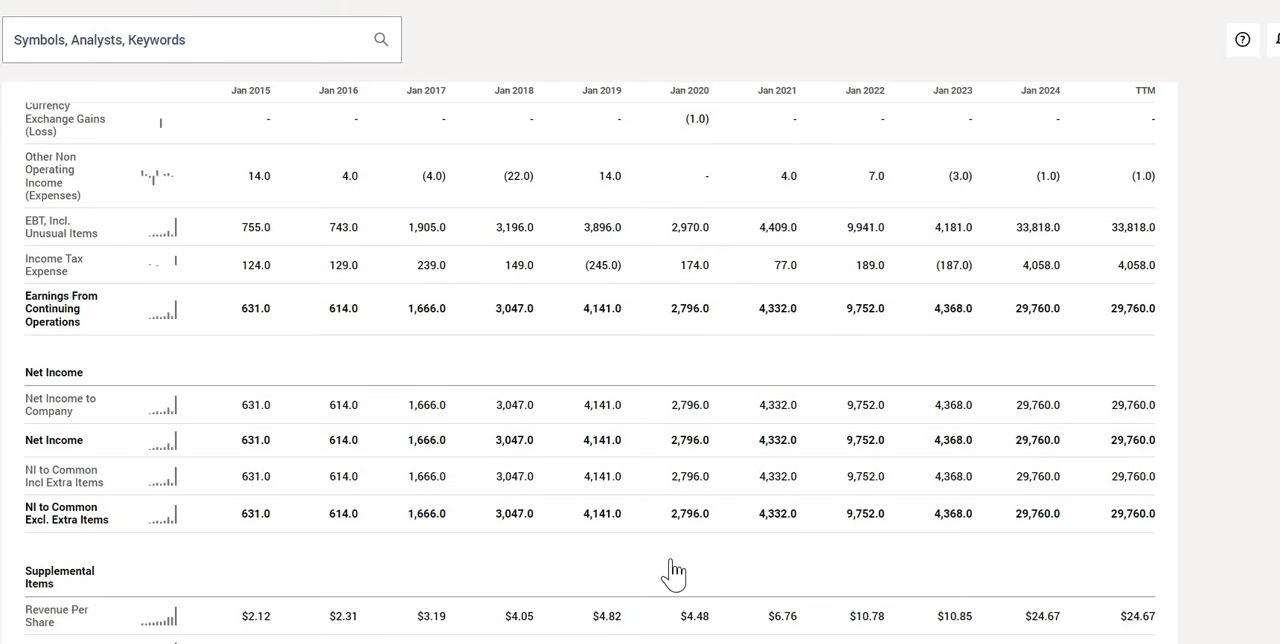 Symbols, Analysts, Keywords
Jan 2015 Jan 2016 Jan 2017 Jan 2018 Jan 2019 Jan 2020 Jan 2021 Jan 2022 Jan 2023 Jan 2024 TTM
Currency
Exchange Gains
(Loss)
- - - - - (1.0) - - - - -
Other Non
Operating
Income
(Expenses)
14.0 4.0 (4.0) (22.0) 14.0 - 4.0 7.0 (3.0) (1.0) (1.0)
EBT, Incl.
Unusual Items
755.0 743.0 1,905.0 3,196.0 3,896.0 2,970.0 4,409.0 9,941.0 4,181.0 33,818.0 33,818.0
Income Tax
Expense
124.0 129.0 239.0 149.0 (245.0) 174.0 77.0 189.0 (187.0) 4,058.0 4,058.0
Earnings From
Continuing
Operations
631.0 614.0 1,666.0 3,047.0 4,141.0 2,796.0 4,332.0 9,752.0 4,368.0 29,760.0 29,760.0
Net Income
Net Income to
Company
631.0 614.0 1,666.0 3,047.0 4,141.0 2,796.0 4,332.0 9,752.0 4,368.0 29,760.0 29,760.0
Net Income
631.0 614.0 1,666.0 3,047.0 4,141.0 2,796.0 4,332.0 9,752.0 4,368.0 29,760.0 29,760.0
NI to Common
Incl Extra Items
631.0 614.0 1,666.0 3,047.0 4,141.0 2,796.0 4,332.0 9,752.0 4,368.0 29,760.0 29,760.0
NI to Common
Excl. Extra Items
631.0 614.0 1,666.0 3,047.0 4,141.0 2,796.0 4,332.0 9,752.0 4,368.0 29,760.0 29,760.0
Supplemental
Items
Revenue Per
Share
$2.12 $2.31 $3.19 $4.05 $4.82 $4.48 $6.76 $10.78 $10.85 $24.67 $24.67